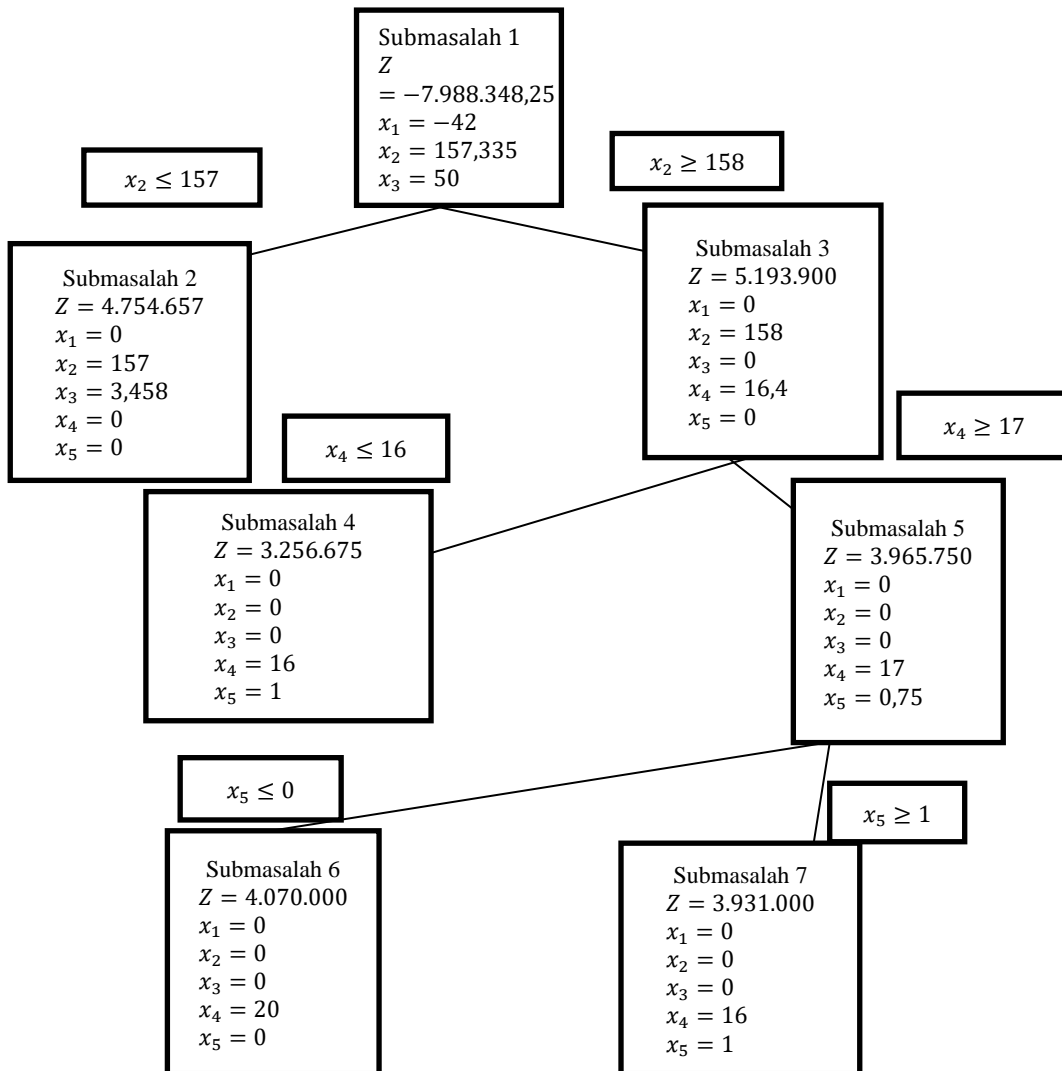 Submasalah 1
Z
= −7.988.348,25
x₁ = −42
x₂ = 157,335
x₃ = 50
x₂ ≤ 157
x₂ ≥ 158
Submasalah 2
Z = 4.754.657
x₁ = 0
x₂ = 157
x₃ = 3,458
x₄ = 0
x₅ = 0
Submasalah 3
Z = 5.193.900
x₁ = 0
x₂ = 158
x₃ = 0
x₄ = 16,4
x₅ = 0
x₄ ≤ 16
x₄ ≥ 17
Submasalah 4
Z = 3.256.675
x₁ = 0
x₂ = 0
x₃ = 0
x₄ = 16
x₅ = 1
Submasalah 5
Z = 3.965.750
x₁ = 0
x₂ = 0
x₃ = 0
x₄ = 17
x₅ = 0,75
x₅ ≤ 0
x₅ ≥ 1
Submasalah 6
Z = 4.070.000
x₁ = 0
x₂ = 0
x₃ = 0
x₄ = 20
x₅ = 0
Submasalah 7
Z = 3.931.000
x₁ = 0
x₂ = 0
x₃ = 0
x₄ = 16
x₅ = 1